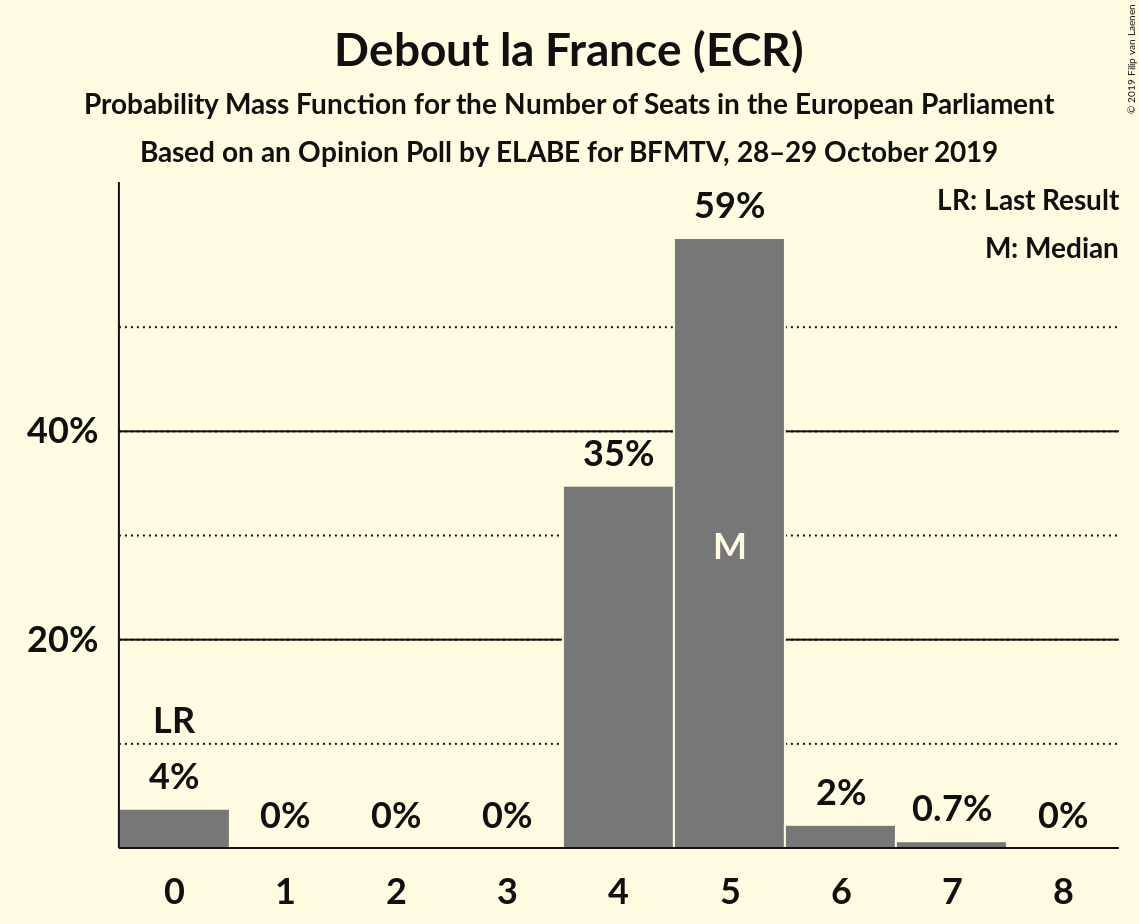 Debout la France (ECR)
Probability Mass Function for the Number of Seats in the European Parliament
Based on an Opinion Poll by ELABE for BFMTV, 28–29 October 2019
© 2019 Filip van Laenen
LR: Last Result
M: Median
59%
40%
35%
M
20%
LR
4%
0%
0%
0%
2%
0.7%
0%
0
1
2
3
4
5
6
7
8